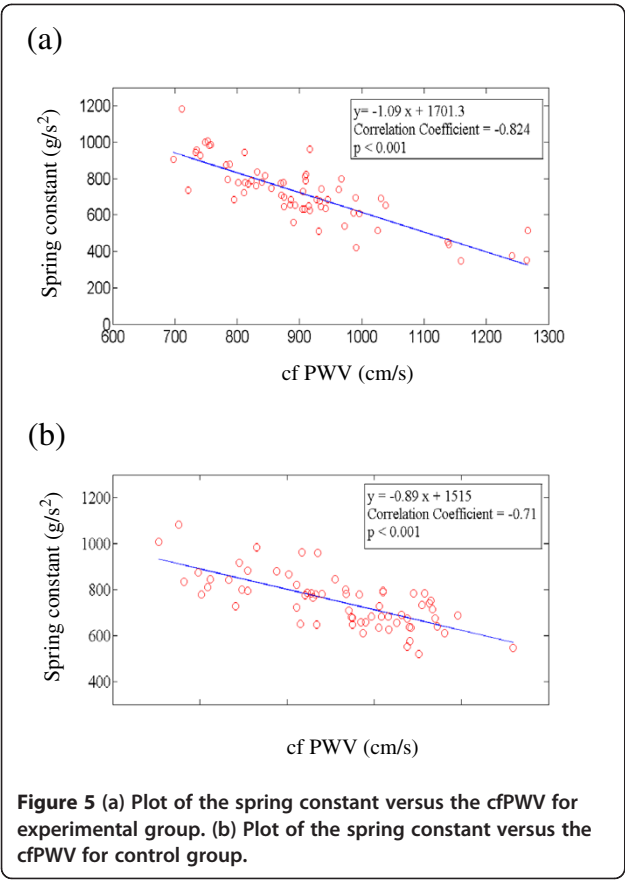 (a)
y= -1.09 x + 1701.3
Correlation Coefficient = -0.824
p < 0.001
Spring constant (g/s²)
1200
1000
800
600
400
200
0
600 700 800 900 1000 1100 1200 1300
cf PWV (cm/s)
(b)
y = -0.89 x + 1515
Correlation Coefficient = -0.71
p < 0.001
Spring constant (g/s²)
1200
1000
800
600
400
cf PWV (cm/s)
Figure 5 (a) Plot of the spring constant versus the cfPWV for
experimental group. (b) Plot of the spring constant versus the
cfPWV for control group.